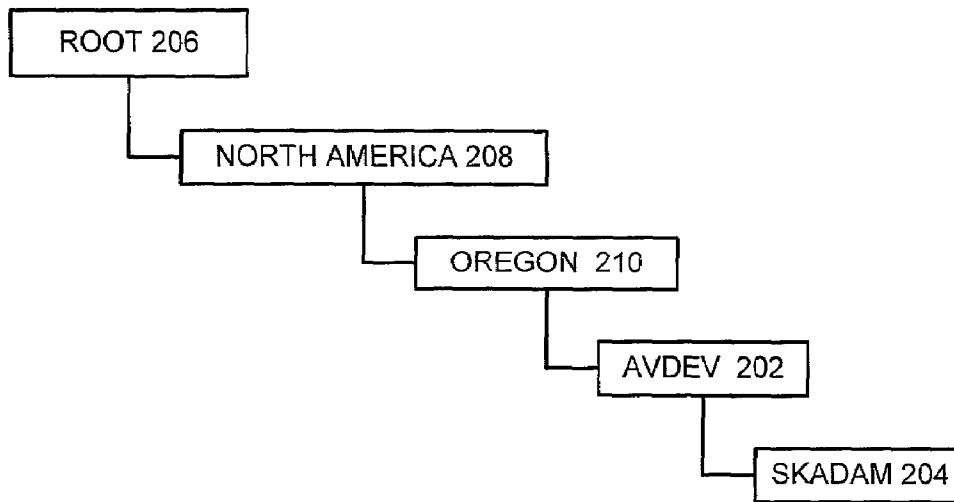 ROOT 206
NORTH AMERICA 208
OREGON 210
AVDEV 202
SKADAM 204